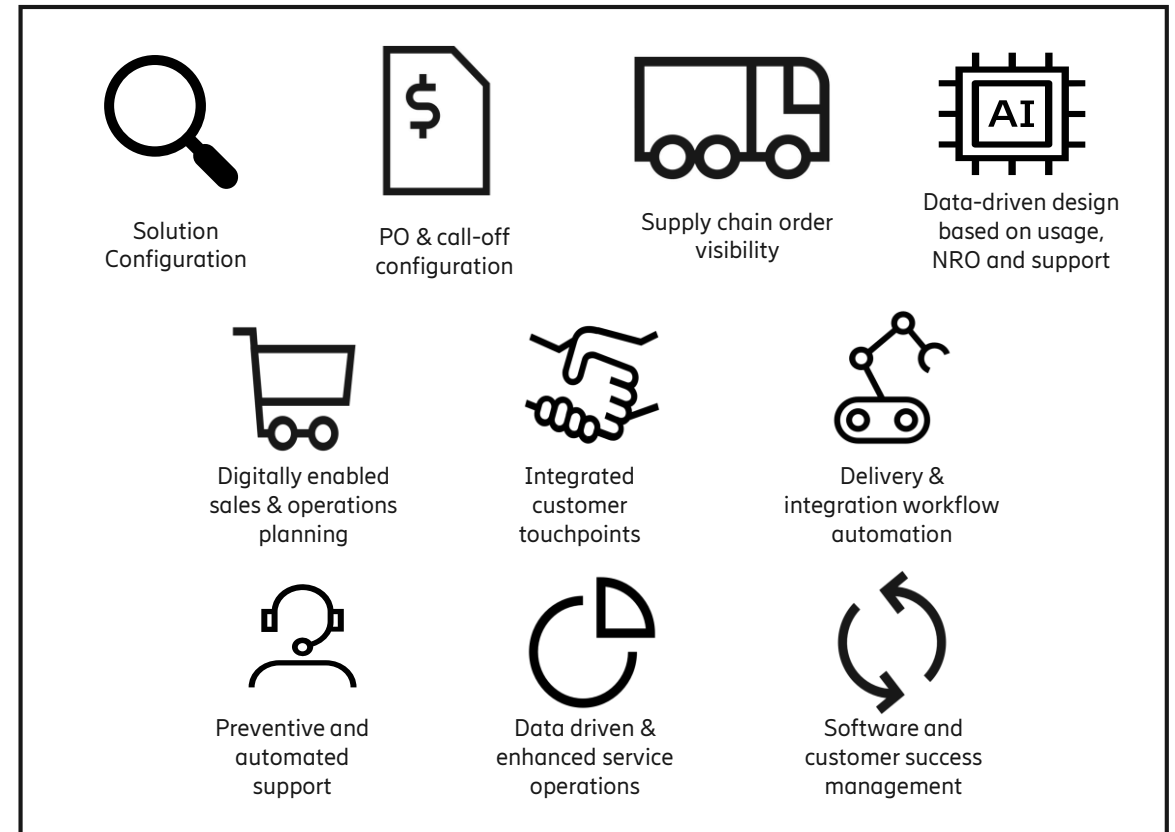 $
AI
Solution
Configuration
PO & call-off
configuration
Supply chain order
visibility
Data-driven design
based on usage,
NRO and support
Digitally enabled
sales & operations
planning
Integrated
customer
touchpoints
Delivery &
integration workflow
automation
Preventive and
automated
support
Data driven &
enhanced service
operations
Software and
customer success
management